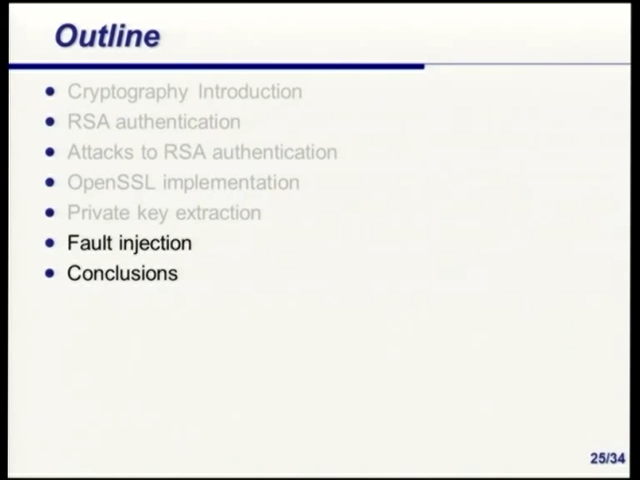 Outline
Cryptography Introduction
RSA authentication
Attacks to RSA authentication
OpenSSL implementation
Private key extraction
Fault injection
Conclusions
25/34